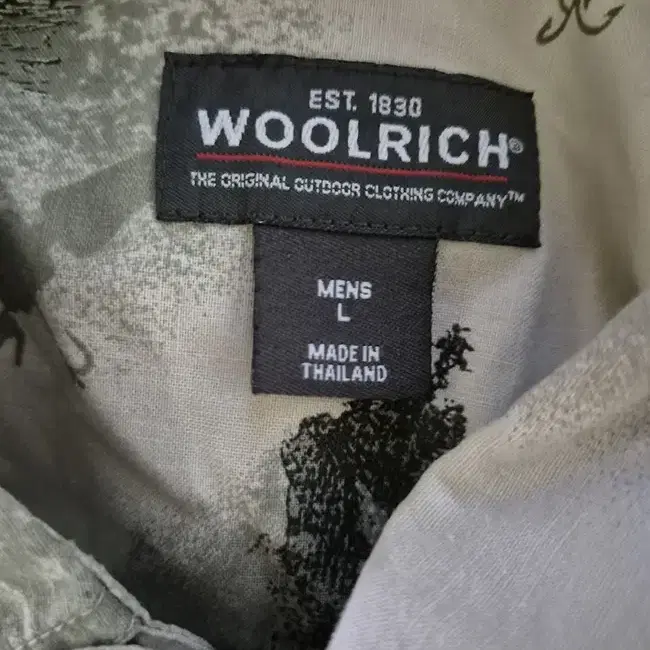 EST. 1830
WOOLRICH®
THE ORIGINAL OUTDOOR CLOTHING COMPANY™
MENS
L
MADE IN
THAILAND